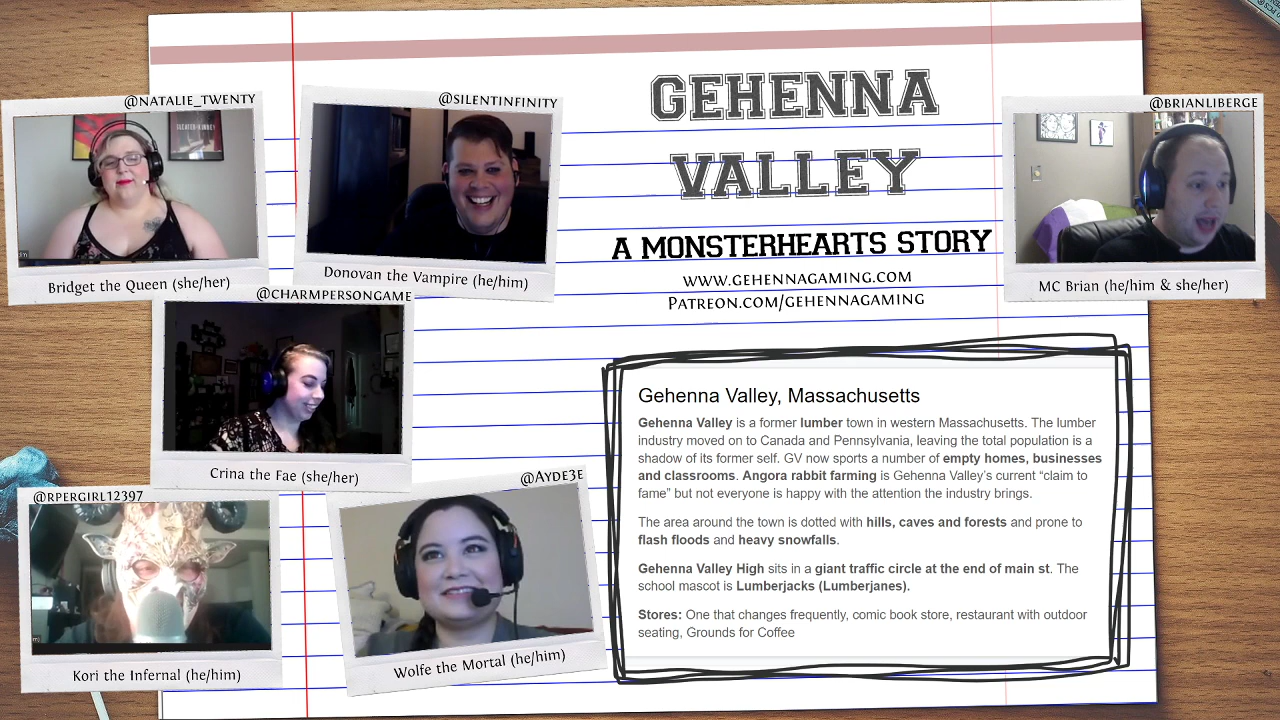 @NATALIE_TWENTY
Bridget the Queen (she/her)
@SILENTINFINITY
Donovan the Vampire (he/him)
GEHENNA
VALLEY
A MONSTERHEARTS STORY
WWW.GEHENNAGAMING.COM
PATREON.COM/GEHENNAGAMING
@BRIANLIBERGE
MC Brian (he/him & she/her)
@CHARMPERSONGAME
Crina the Fae (she/her)
@RPERGIRL12397
Kori the Infernal (he/him)
@AYDE3E
Wolfe the Mortal (he/him)
Gehenna Valley, Massachusetts
Gehenna Valley is a former lumber town in western Massachusetts. The lumber
industry moved on to Canada and Pennsylvania, leaving the total population is a
shadow of its former self. GV now sports a number of empty homes, businesses
and classrooms. Angora rabbit farming is Gehenna Valley's current “claim to
fame” but not everyone is happy with the attention the industry brings.
The area around the town is dotted with hills, caves and forests and prone to
flash floods and heavy snowfalls.
Gehenna Valley High sits in a giant traffic circle at the end of main st. The
school mascot is Lumberjacks (Lumberjanes).
Stores: One that changes frequently, comic book store, restaurant with outdoor
seating, Grounds for Coffee